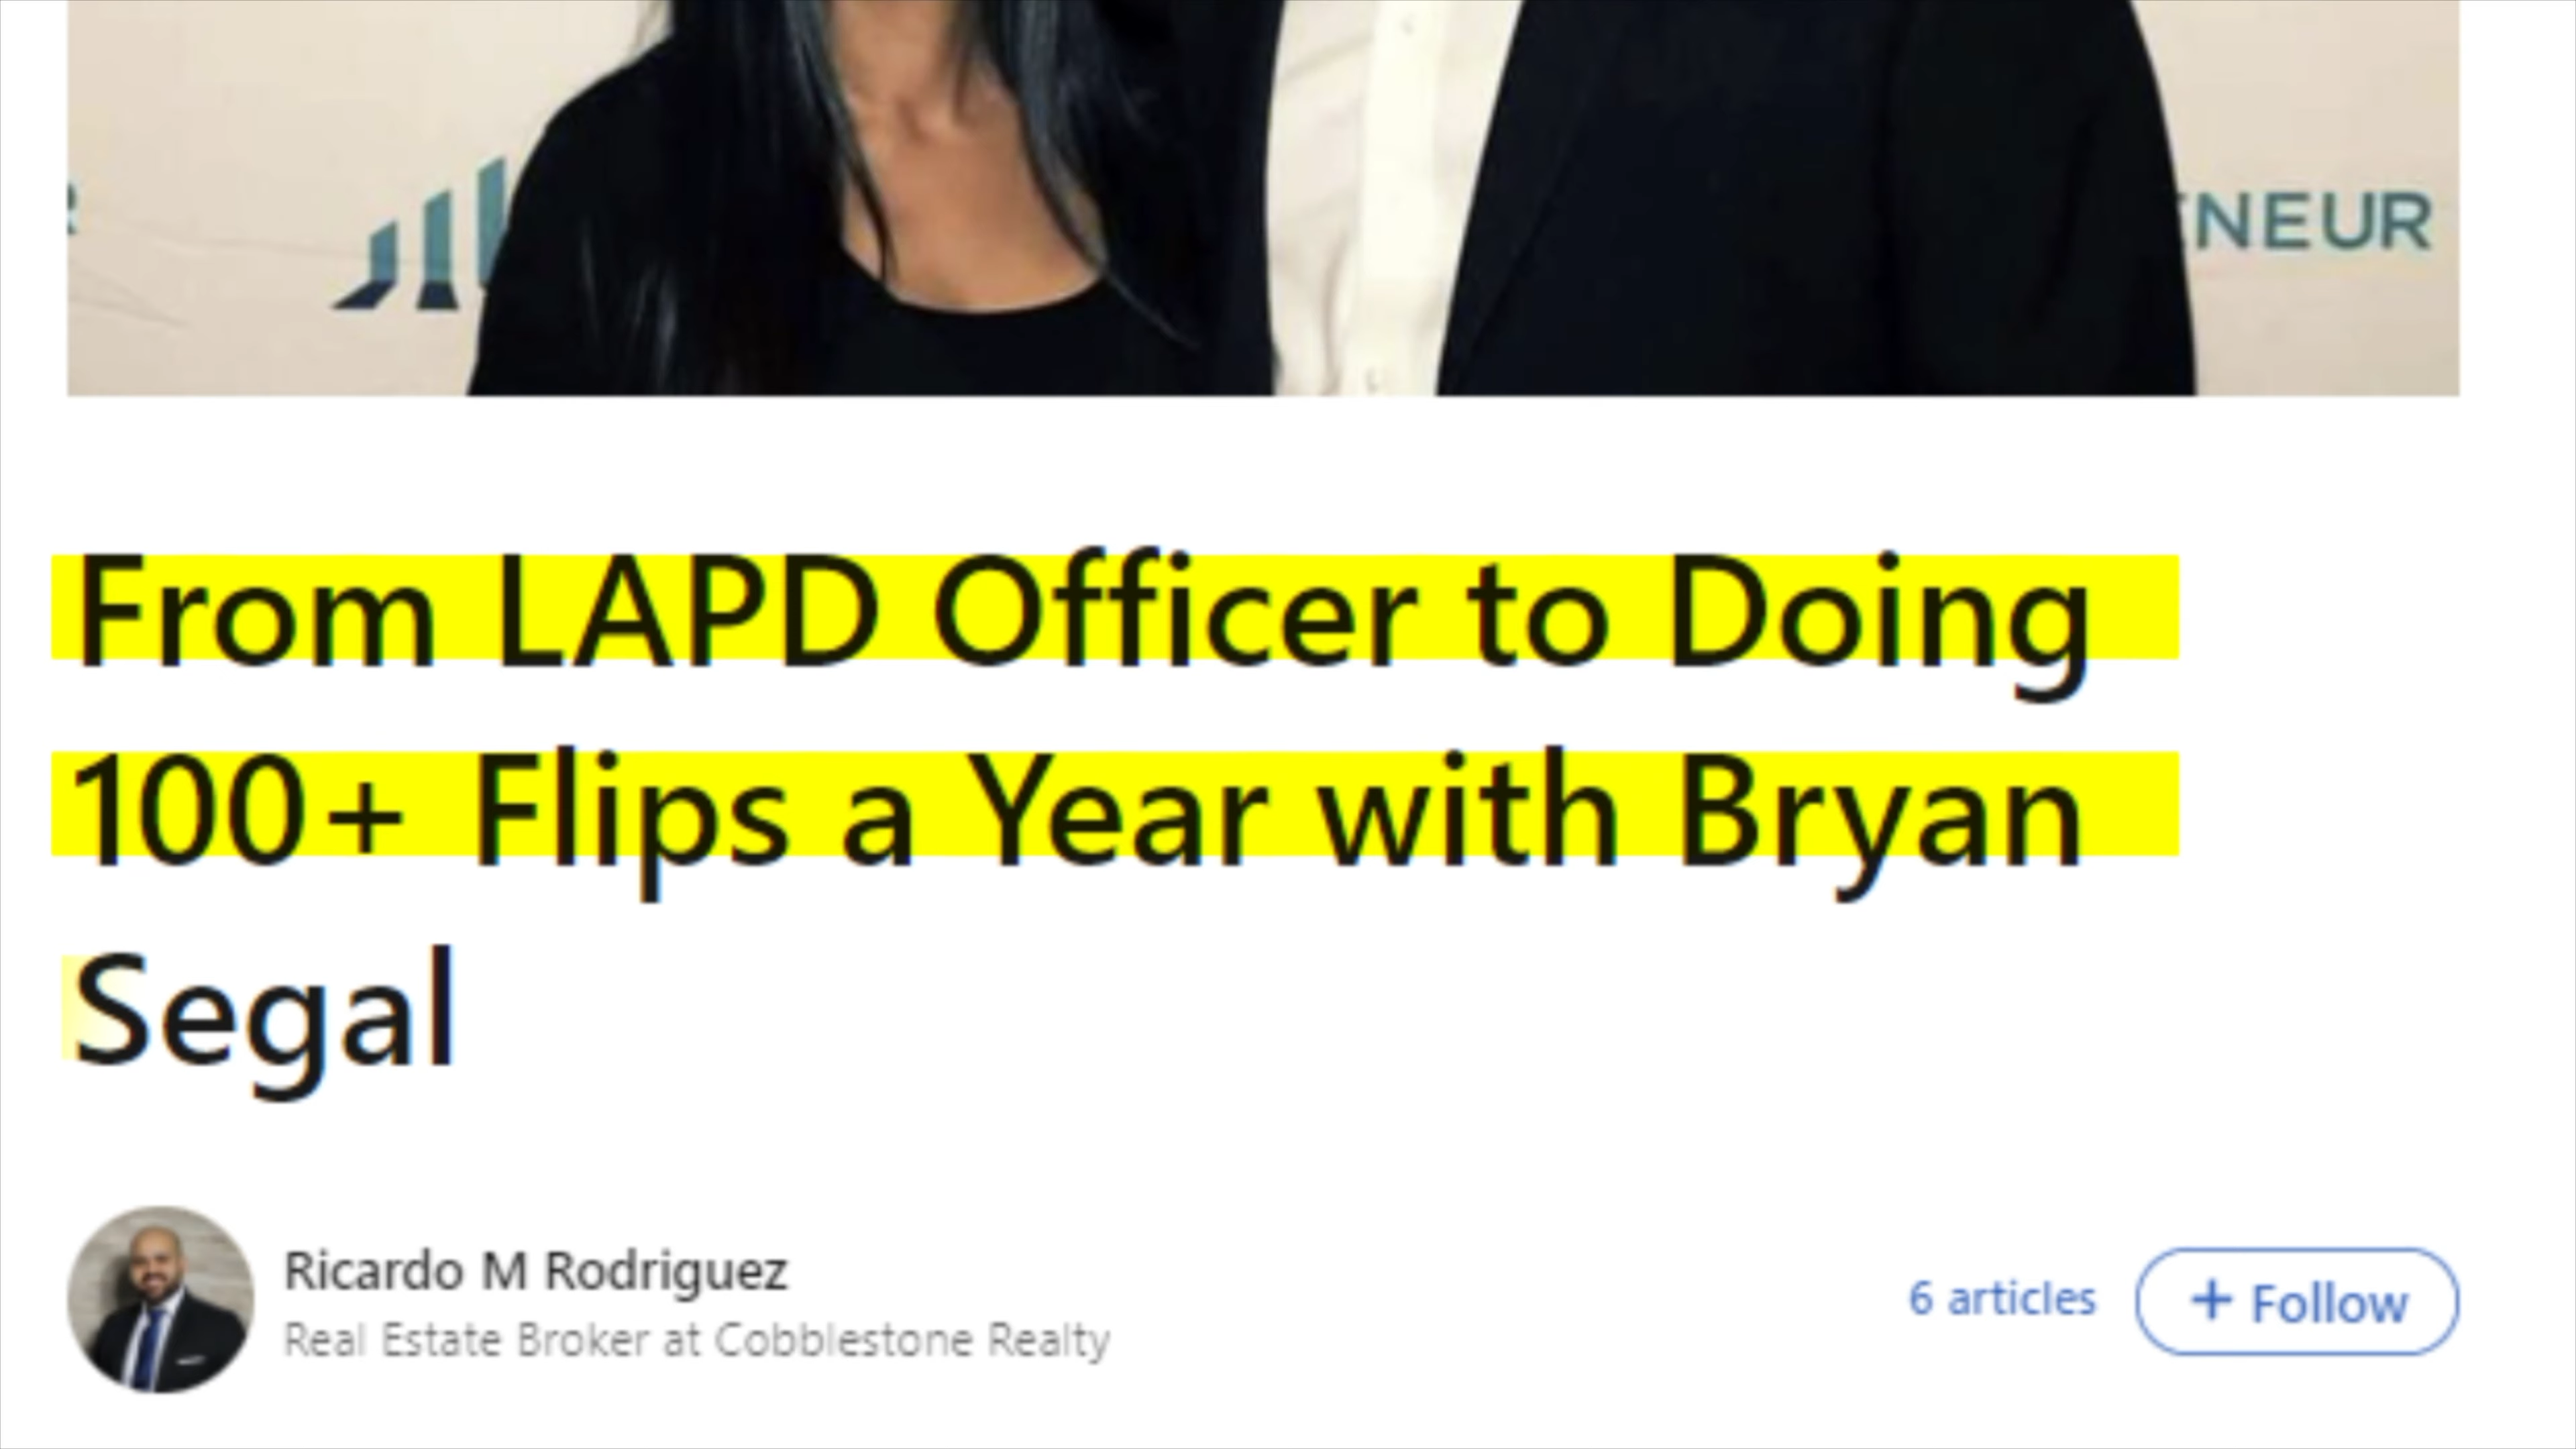 NEUR
From LAPD Officer to Doing
100+ Flips a Year with Bryan
Segal
Ricardo M Rodriguez
Real Estate Broker at Cobblestone Realty
6 articles
+ Follow